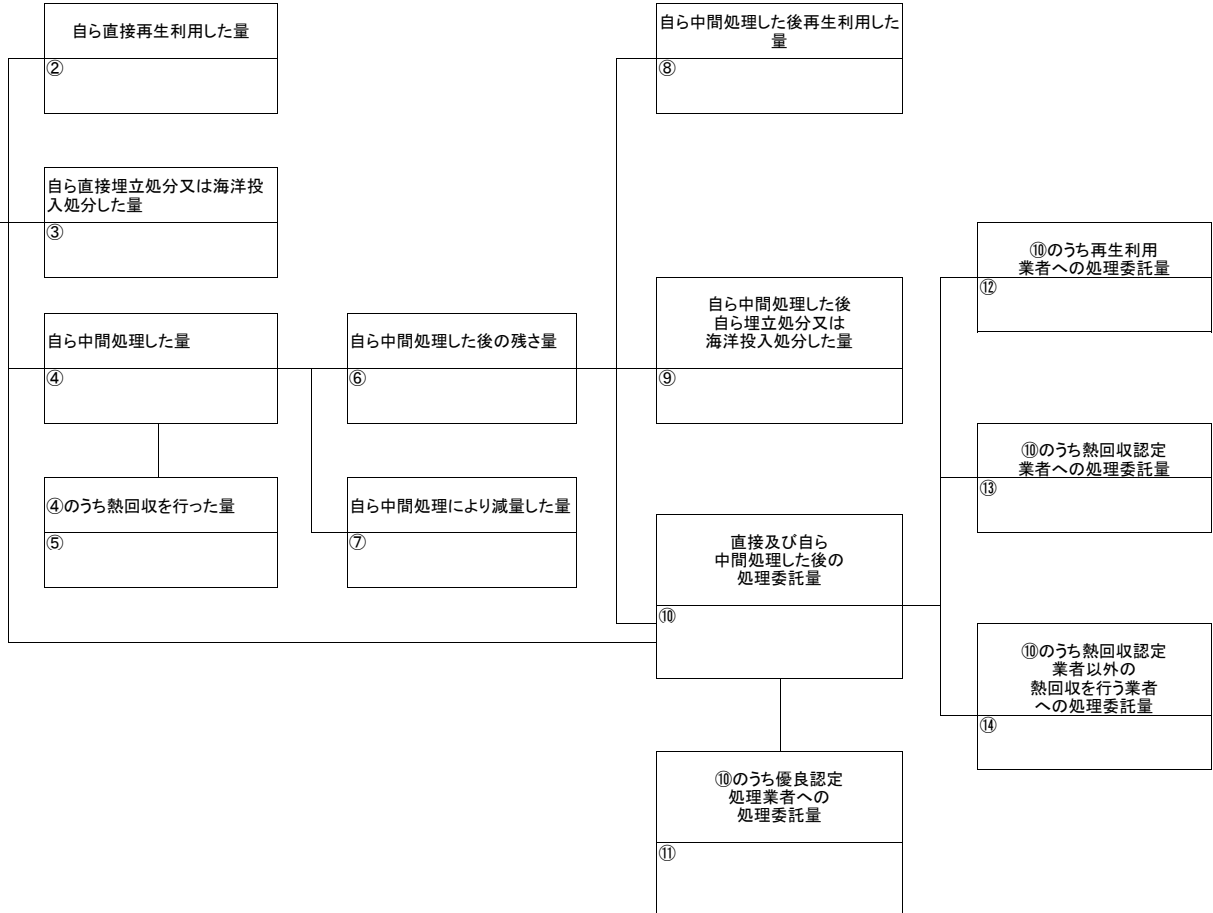 自ら直接再生利用した量
②
自ら直接埋立処分又は海洋投
入処分した量
③
自ら中間処理した量
④
④のうち熱回収を行った量
⑤
自ら中間処理した後の残さ量
⑥
自ら中間処理により減量した量
⑦
自ら中間処理した後再生利用した
量
⑧
自ら中間処理した後
自ら埋立処分又は
海洋投入処分した量
⑨
直接及び自ら
中間処理した後の
処理委託量
⑩
⑩のうち優良認定
処理業者への
処理委託量
⑪
⑩のうち再生利用
業者への処理委託量
⑫
⑩のうち熱回収認定
業者への処理委託量
⑬
⑩のうち熱回収認定
業者以外の
熱回収を行う業者
への処理委託量
⑭